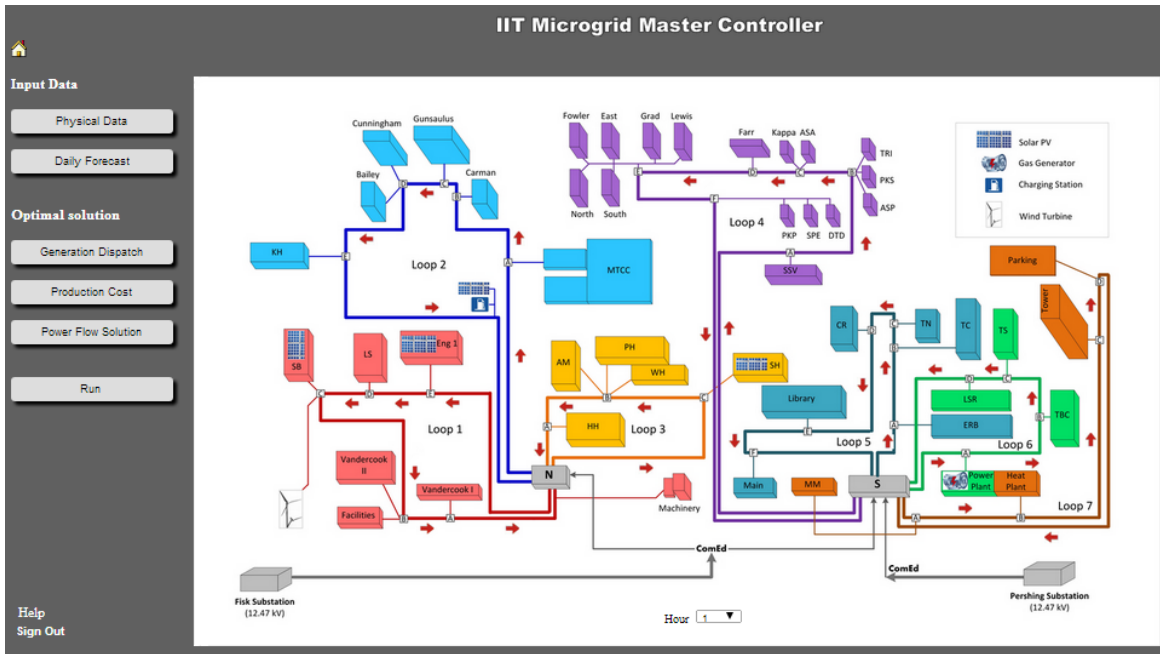 IIT Microgrid Master Controller
Input Data
Physical Data
Daily Forecast
Optimal solution
Generation Dispatch
Production Cost
Power Flow Solution
Run
Help
Sign Out
Cunningham
Gunsaulus
Bailey
Carman
KH
Loop 2
MTCC
A
B
C
D
E
Fowler
East
Grad
Lewis
North
South
Farr
Kappa
ASA
TRI
PKS
ASP
Loop 4
PKP
SPE
DTD
SSV
A
B
C
D
E
F
Solar PV
Gas Generator
Charging Station
Wind Turbine
SB
LS
Eng 1
Loop 1
Vandercook
II
Vandercook I
Facilities
Machinery
A
B
C
D
E
AM
PH
WH
SH
HH
Loop 3
A
B
C
N
CR
TN
TC
Library
ERB
Loop 5
Main
A
B
C
D
E
F
TS
LSR
TBC
Loop 6
Power
Plant
A
B
C
D
Parking
Tower
MM
Heat
Plant
Loop 7
A
B
C
D
S
ComEd
ComEd
Fisk Substation
(12.47 kV)
Pershing Substation
(12.47 kV)
Hour 1